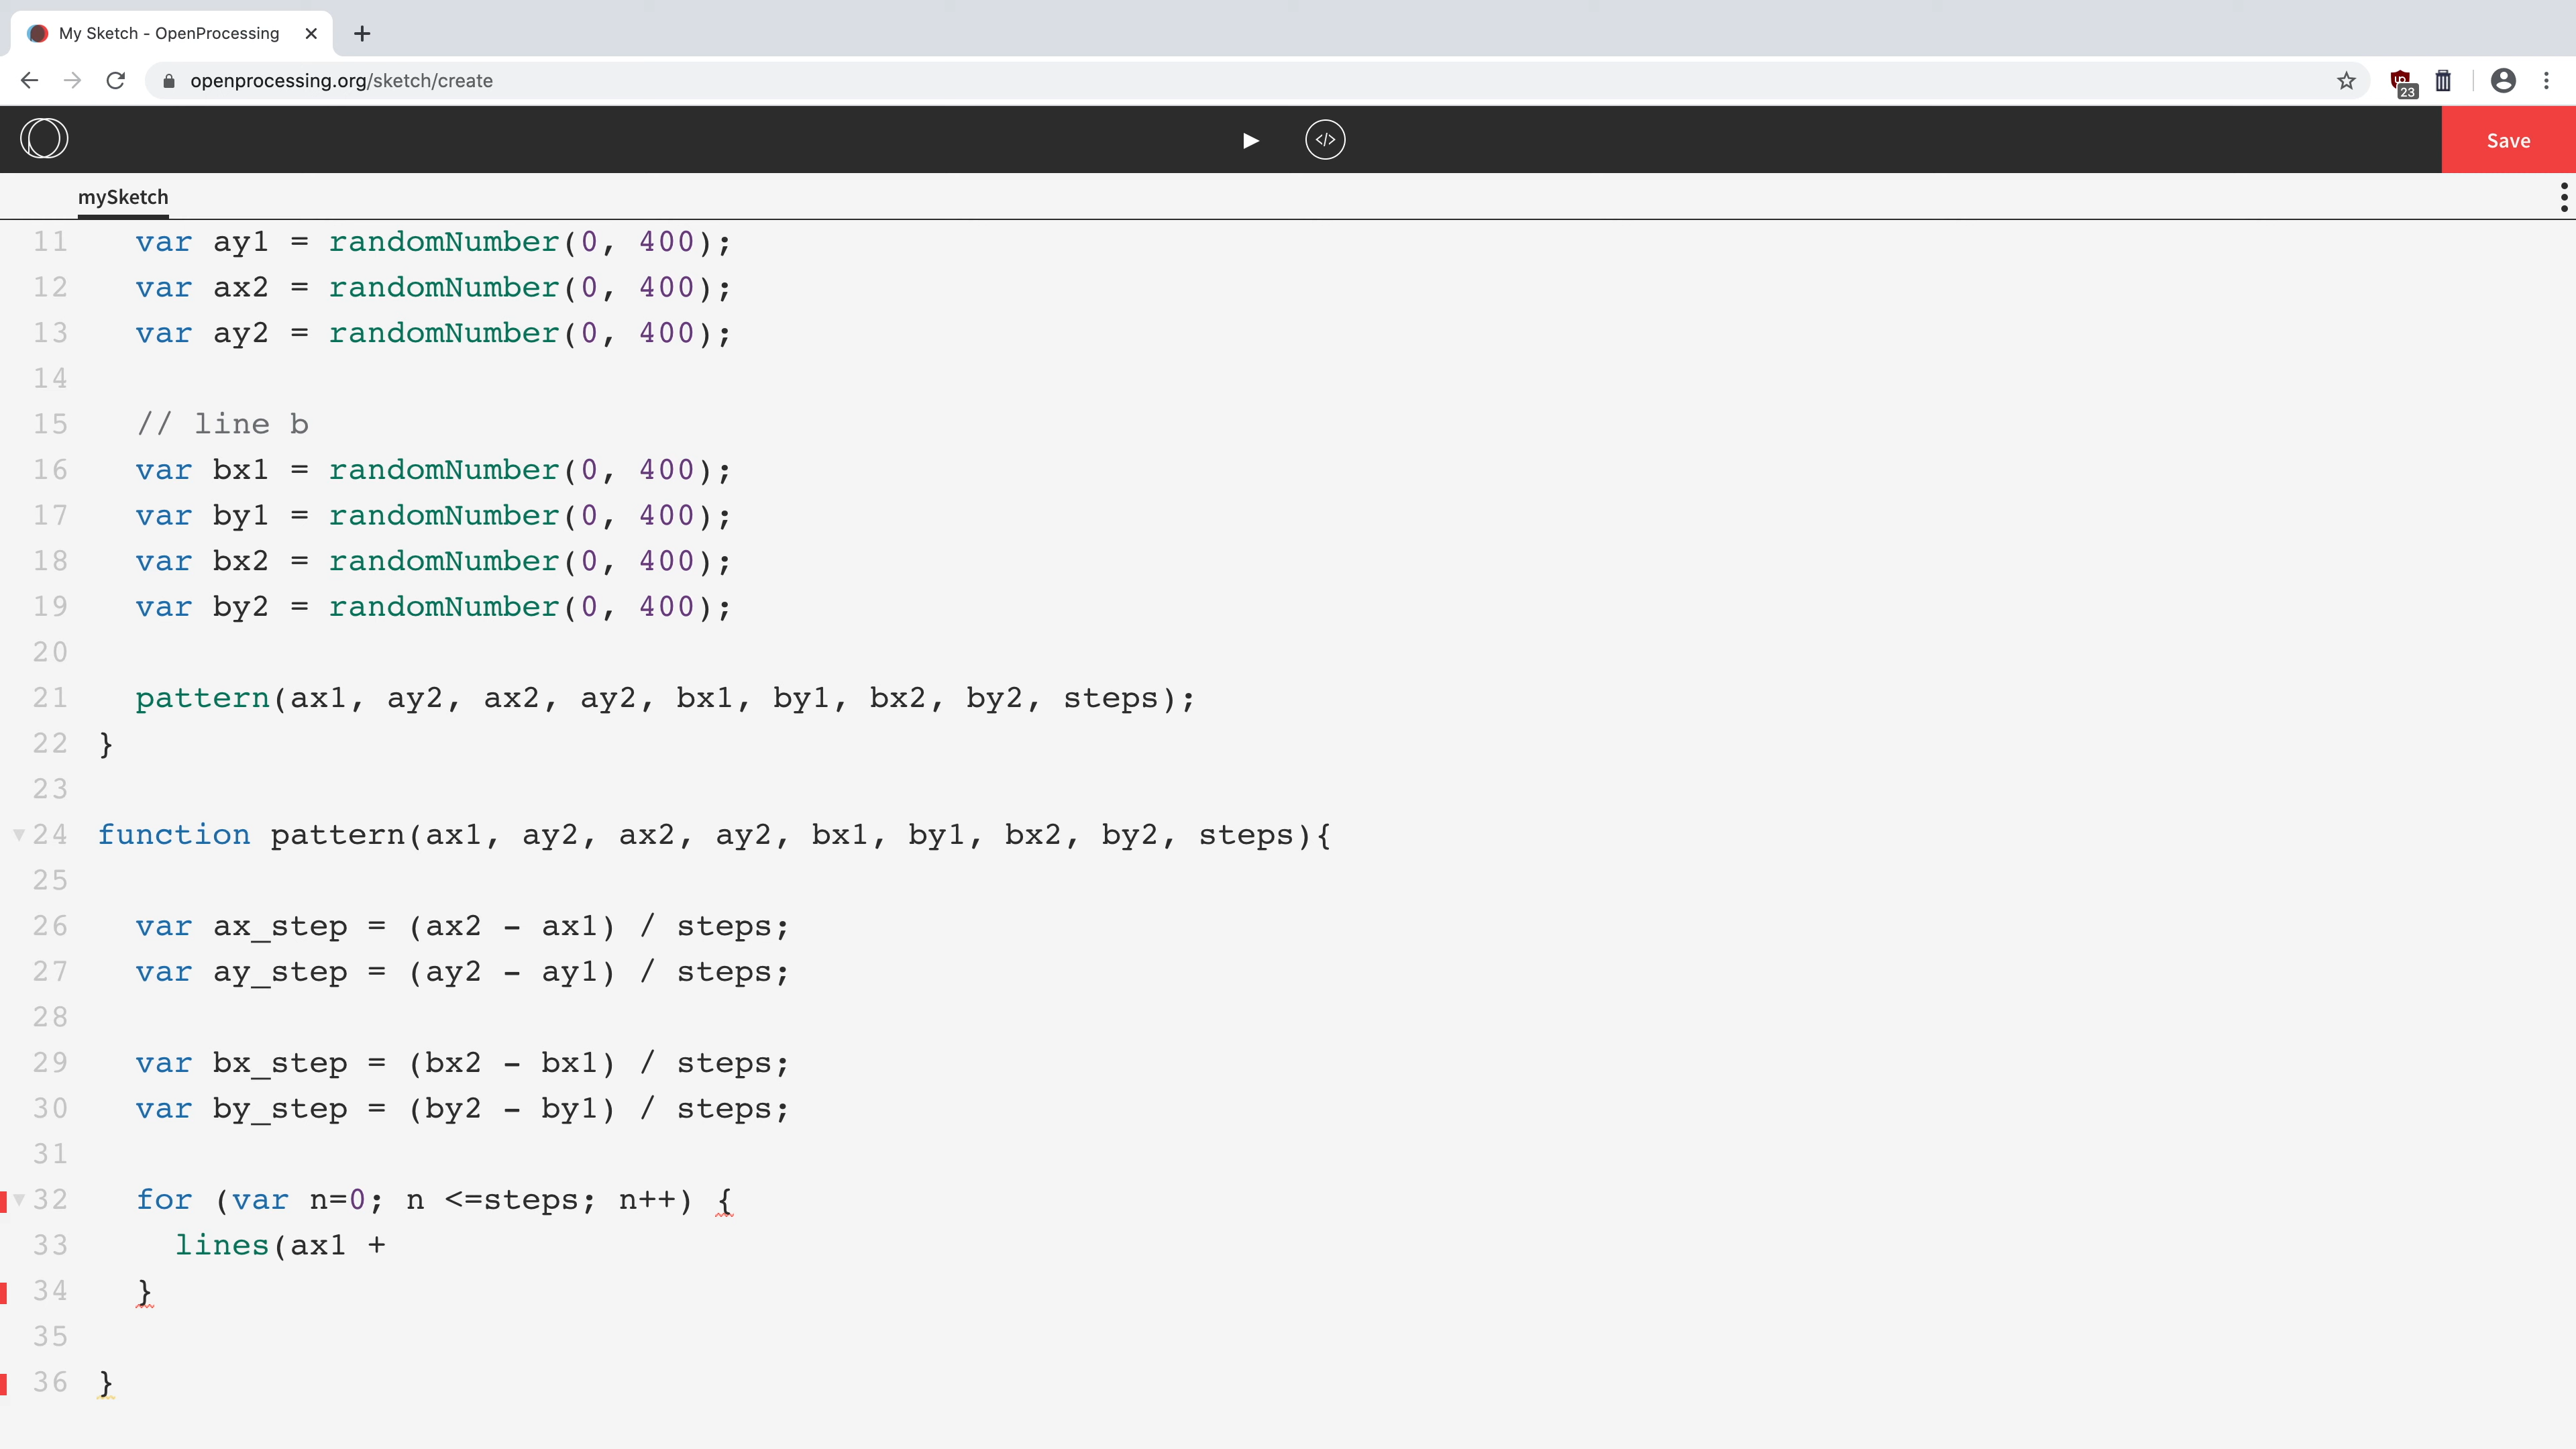 My Sketch - OpenProcessing
openprocessing.org/sketch/create
23
</>
Save
mySketch
11 var ay1 = randomNumber(0, 400);
12 var ax2 = randomNumber(0, 400);
13 var ay2 = randomNumber(0, 400);
14
15 // line b
16 var bx1 = randomNumber(0, 400);
17 var by1 = randomNumber(0, 400);
18 var bx2 = randomNumber(0, 400);
19 var by2 = randomNumber(0, 400);
20
21 pattern(ax1, ay2, ax2, ay2, bx1, by1, bx2, by2, steps);
22 }
23
24 function pattern(ax1, ay2, ax2, ay2, bx1, by1, bx2, by2, steps){
25
26 var ax_step = (ax2 - ax1) / steps;
27 var ay_step = (ay2 - ay1) / steps;
28
29 var bx_step = (bx2 - bx1) / steps;
30 var by_step = (by2 - by1) / steps;
31
32 for (var n=0; n <=steps; n++) {
33 lines(ax1 +
34 }
35
36 }